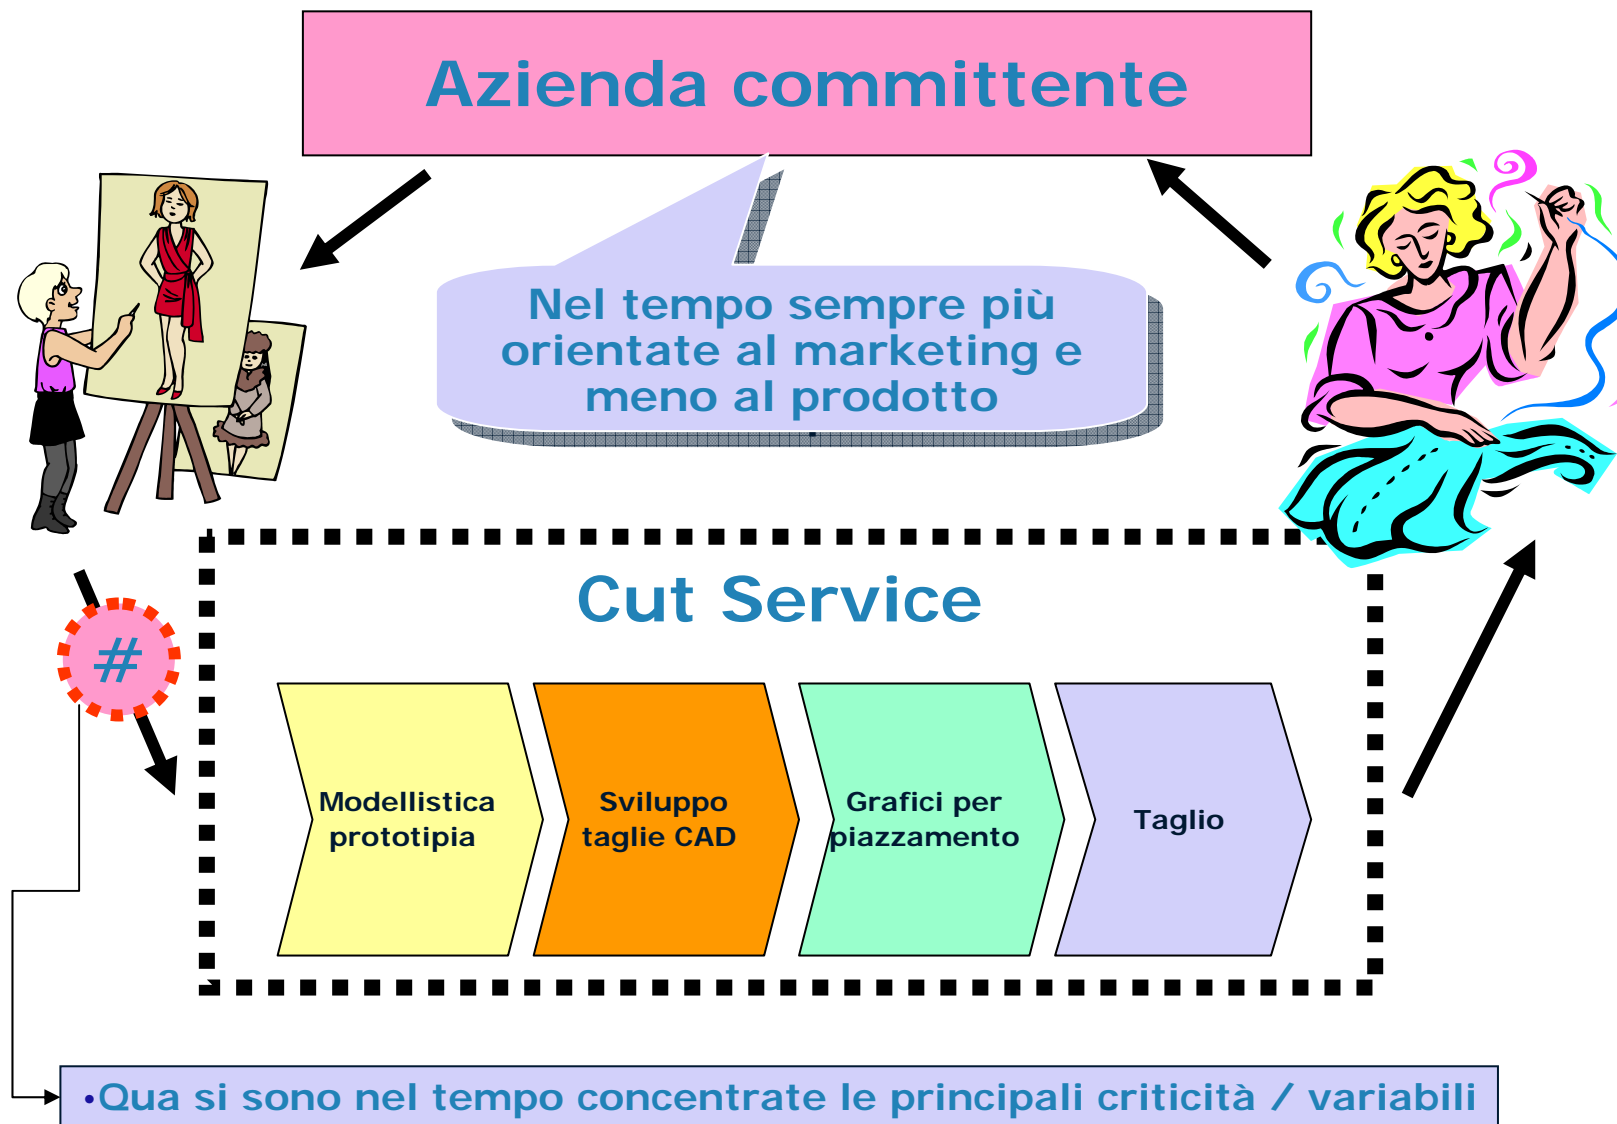 Azienda committente
Nel tempo sempre più
orientate al marketing e
meno al prodotto
Cut Service
#
Modellistica
prototipia
Sviluppo
taglie CAD
Grafici per
piazzamento
Taglio
•Qua si sono nel tempo concentrate le principali criticità / variabili